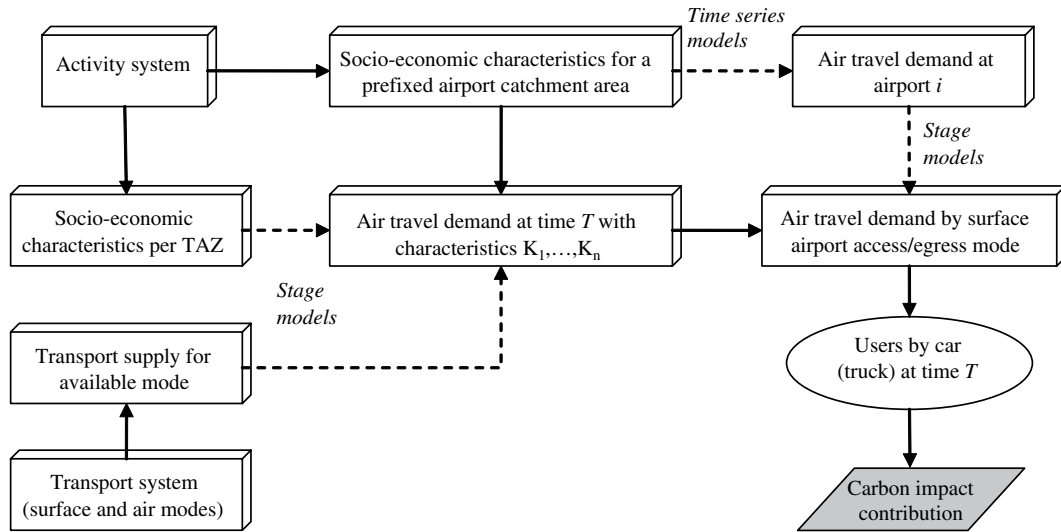 Activity system
Socio-economic characteristics for a
prefixed airport catchment area
Time series
models
Air travel demand at
airport i
Stage
models
Socio-economic
characteristics per TAZ
Air travel demand at time T with
characteristics K₁,…,Kₙ
Air travel demand by surface
airport access/egress mode
Stage
models
Transport supply for
available mode
Users by car
(truck) at time T
Transport system
(surface and air modes)
Carbon impact
contribution